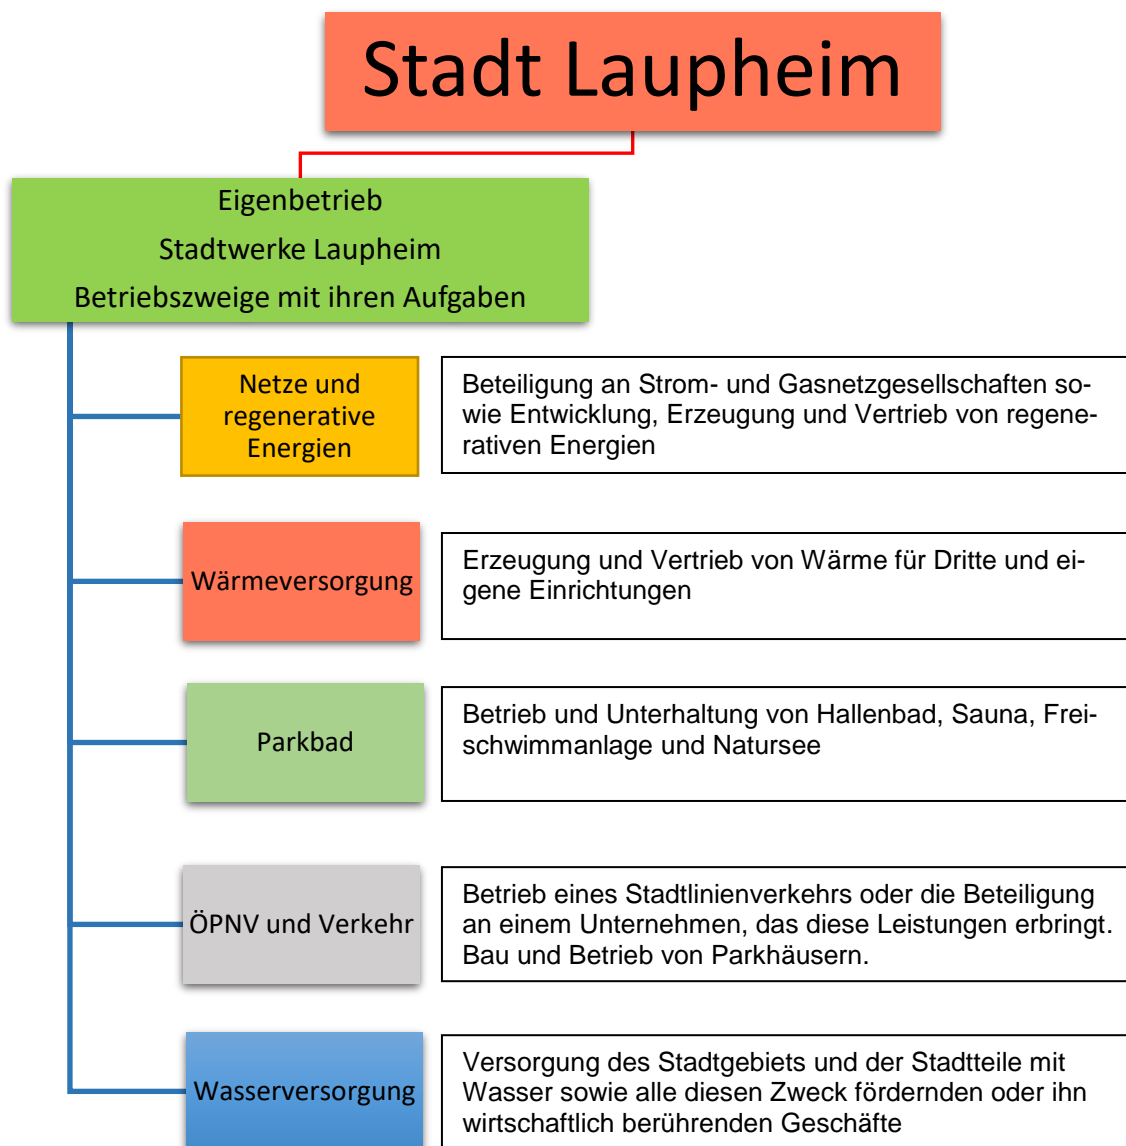 Stadt Laupheim
Eigenbetrieb
Stadtwerke Laupheim
Betriebszweige mit ihren Aufgaben
Netze und
regenerative
Energien
Beteiligung an Strom- und Gasnetzgesellschaften so-
wie Entwicklung, Erzeugung und Vertrieb von regene-
rativen Energien
Wärmeversorgung
Erzeugung und Vertrieb von Wärme für Dritte und ei-
gene Einrichtungen
Parkbad
Betrieb und Unterhaltung von Hallenbad, Sauna, Frei-
schwimmanlage und Natursee
ÖPNV und Verkehr
Betrieb eines Stadtlinienverkehrs oder die Beteiligung
an einem Unternehmen, das diese Leistungen erbringt.
Bau und Betrieb von Parkhäusern.
Wasserversorgung
Versorgung des Stadtgebiets und der Stadtteile mit
Wasser sowie alle diesen Zweck fördernden oder ihn
wirtschaftlich berührenden Geschäfte